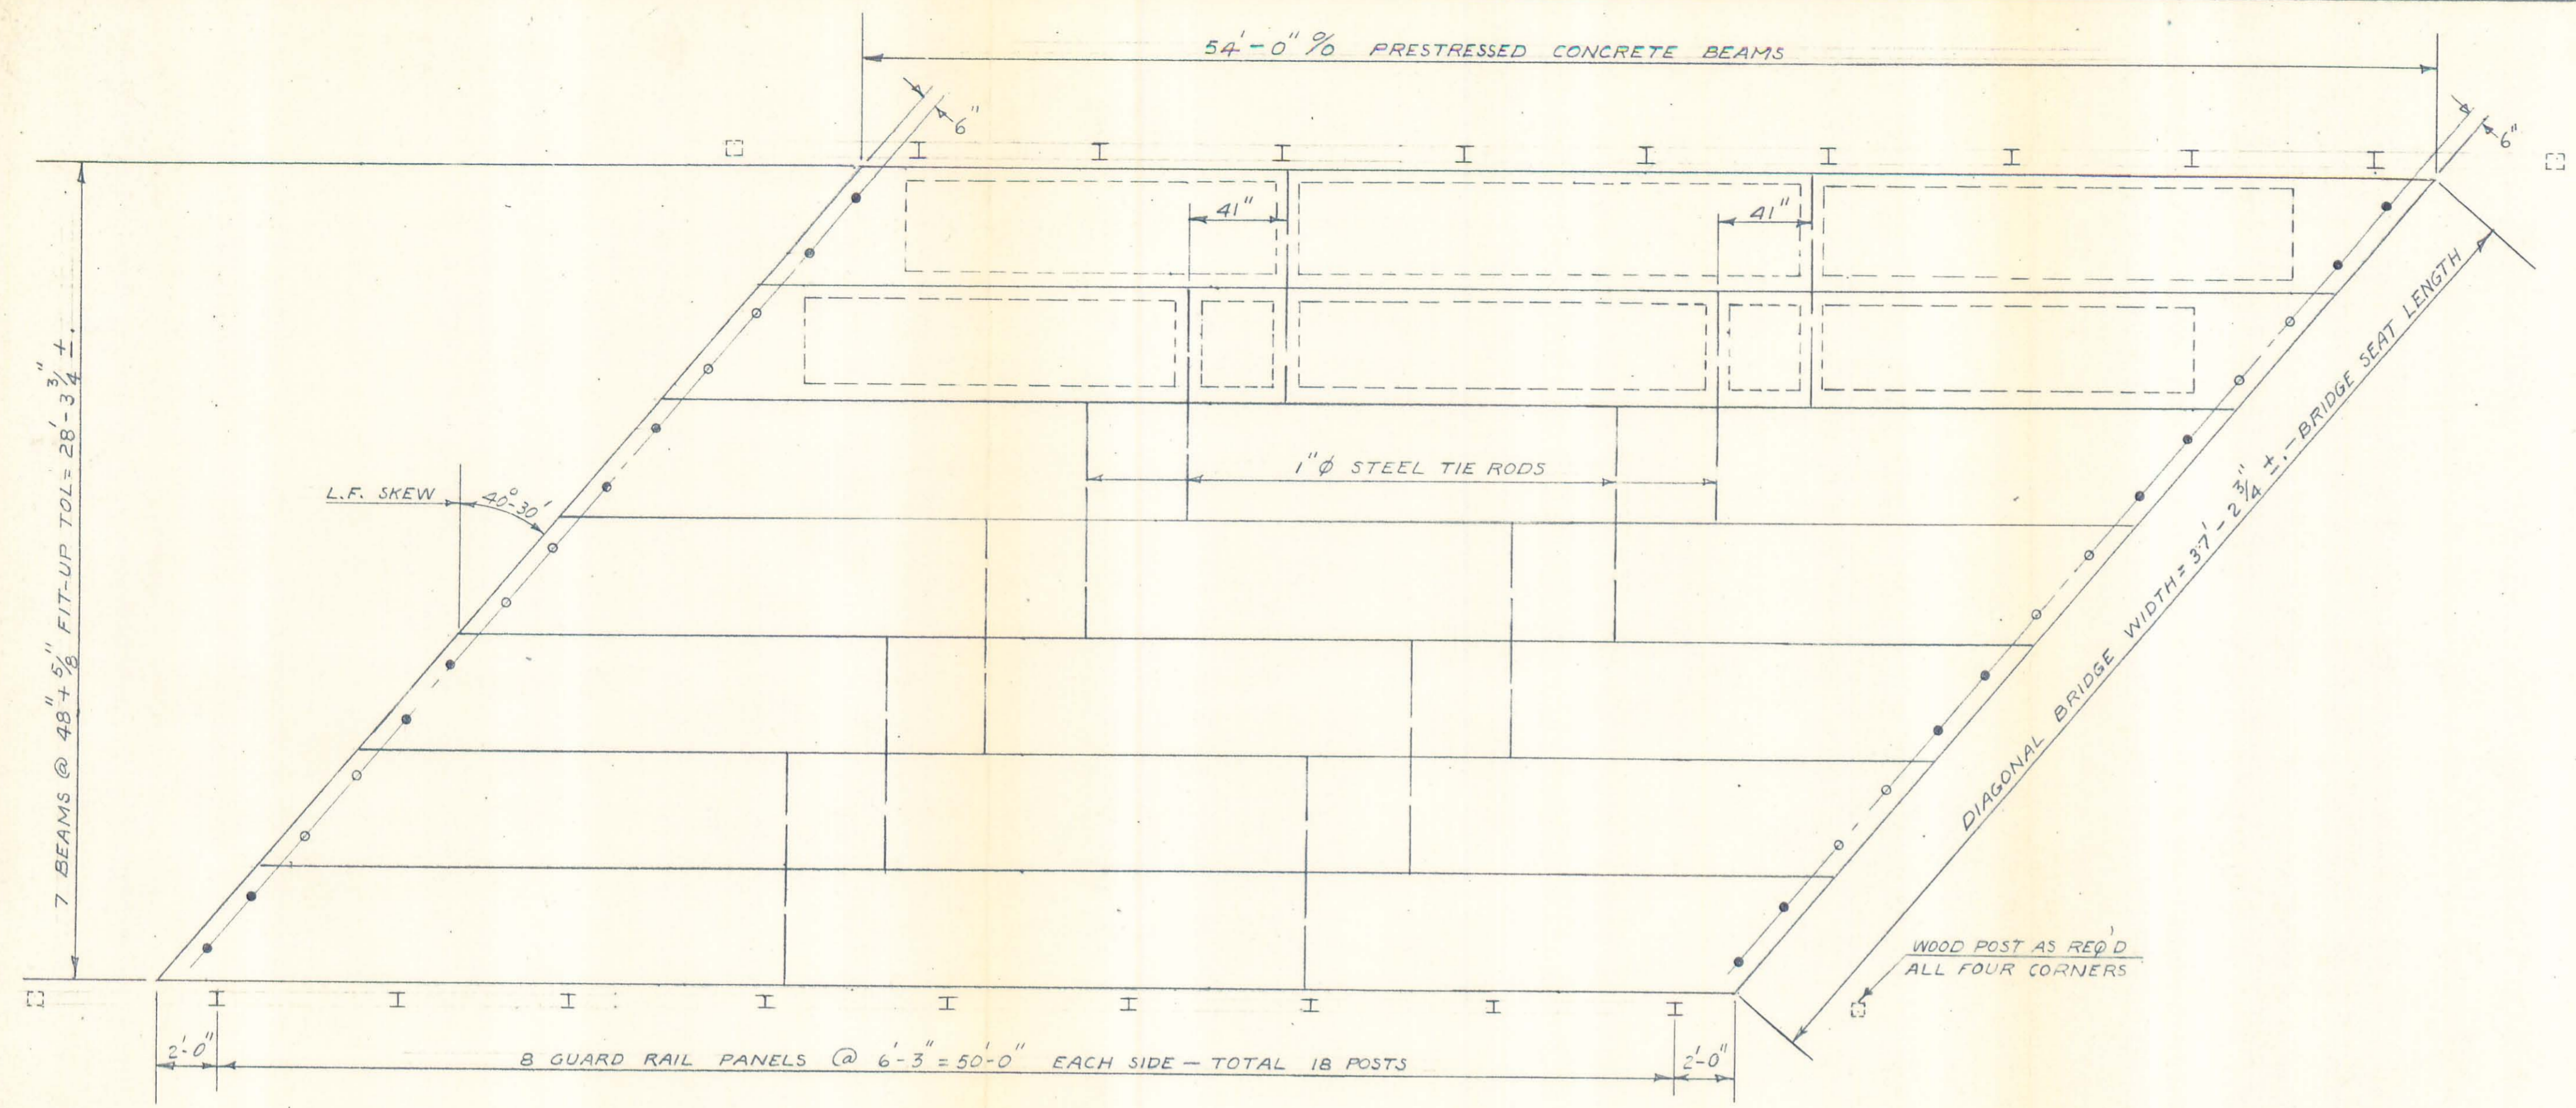 54'-0" % PRESTRESSED CONCRETE BEAMS
6"
6"
41"
41"
7 BEAMS @ 48" + 5/8" FIT-UP TOL = 28'-3 3/4" ±.
L.F. SKEW
40°-30'
1"ϕ STEEL TIE RODS
DIAGONAL BRIDGE WIDTH = 37'-2 3/4" ±. - BRIDGE SEAT LENGTH
WOOD POST AS REQ'D
ALL FOUR CORNERS
2'-0"
8 GUARD RAIL PANELS @ 6'-3" = 50'-0" EACH SIDE — TOTAL 18 POSTS
2'-0"